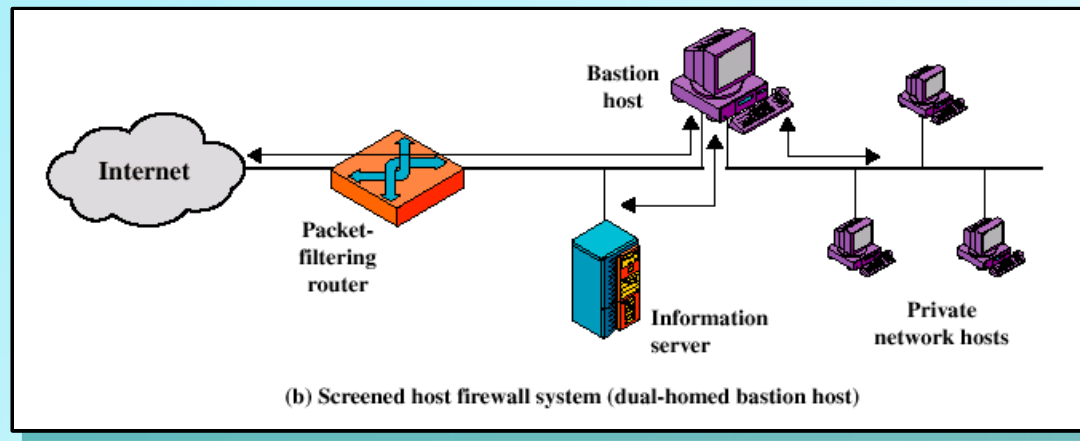 Bastion
host
Internet
Packet-
filtering
router
Information
server
Private
network hosts
(b) Screened host firewall system (dual-homed bastion host)